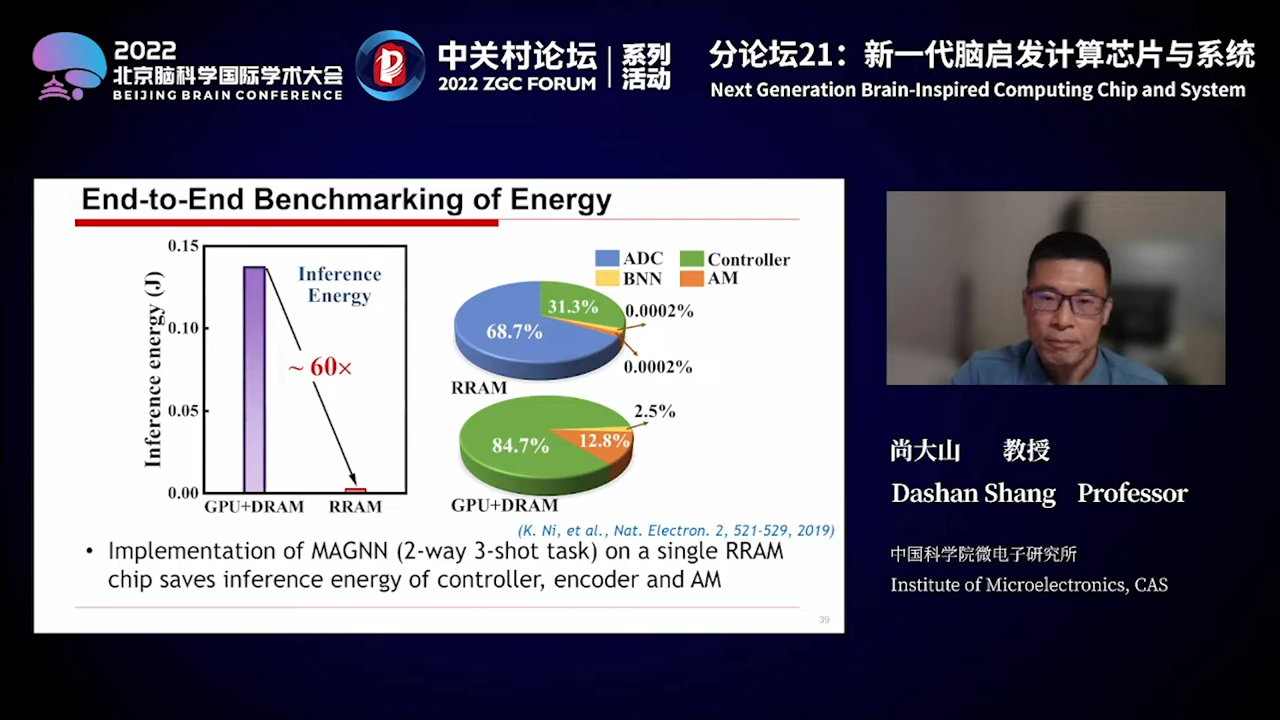 2022
北京脑科学国际学术大会
BEIJING BRAIN CONFERENCE
中关村论坛
2022 ZGC FORUM
系列
活动
分论坛21：新一代脑启发计算芯片与系统
Next Generation Brain-Inspired Computing Chip and System
End-to-End Benchmarking of Energy
Inference energy (J)
0.15
0.10
0.05
0.00
Inference
Energy
~ 60×
GPU+DRAM
RRAM
ADC
Controller
BNN
AM
31.3%
68.7%
0.0002%
0.0002%
RRAM
2.5%
84.7%
12.8%
GPU+DRAM
(K. Ni, et al., Nat. Electron. 2, 521-529, 2019)
• Implementation of MAGNN (2-way 3-shot task) on a single RRAM
chip saves inference energy of controller, encoder and AM
39
尚大山 教授
Dashan Shang Professor
中国科学院微电子研究所
Institute of Microelectronics, CAS